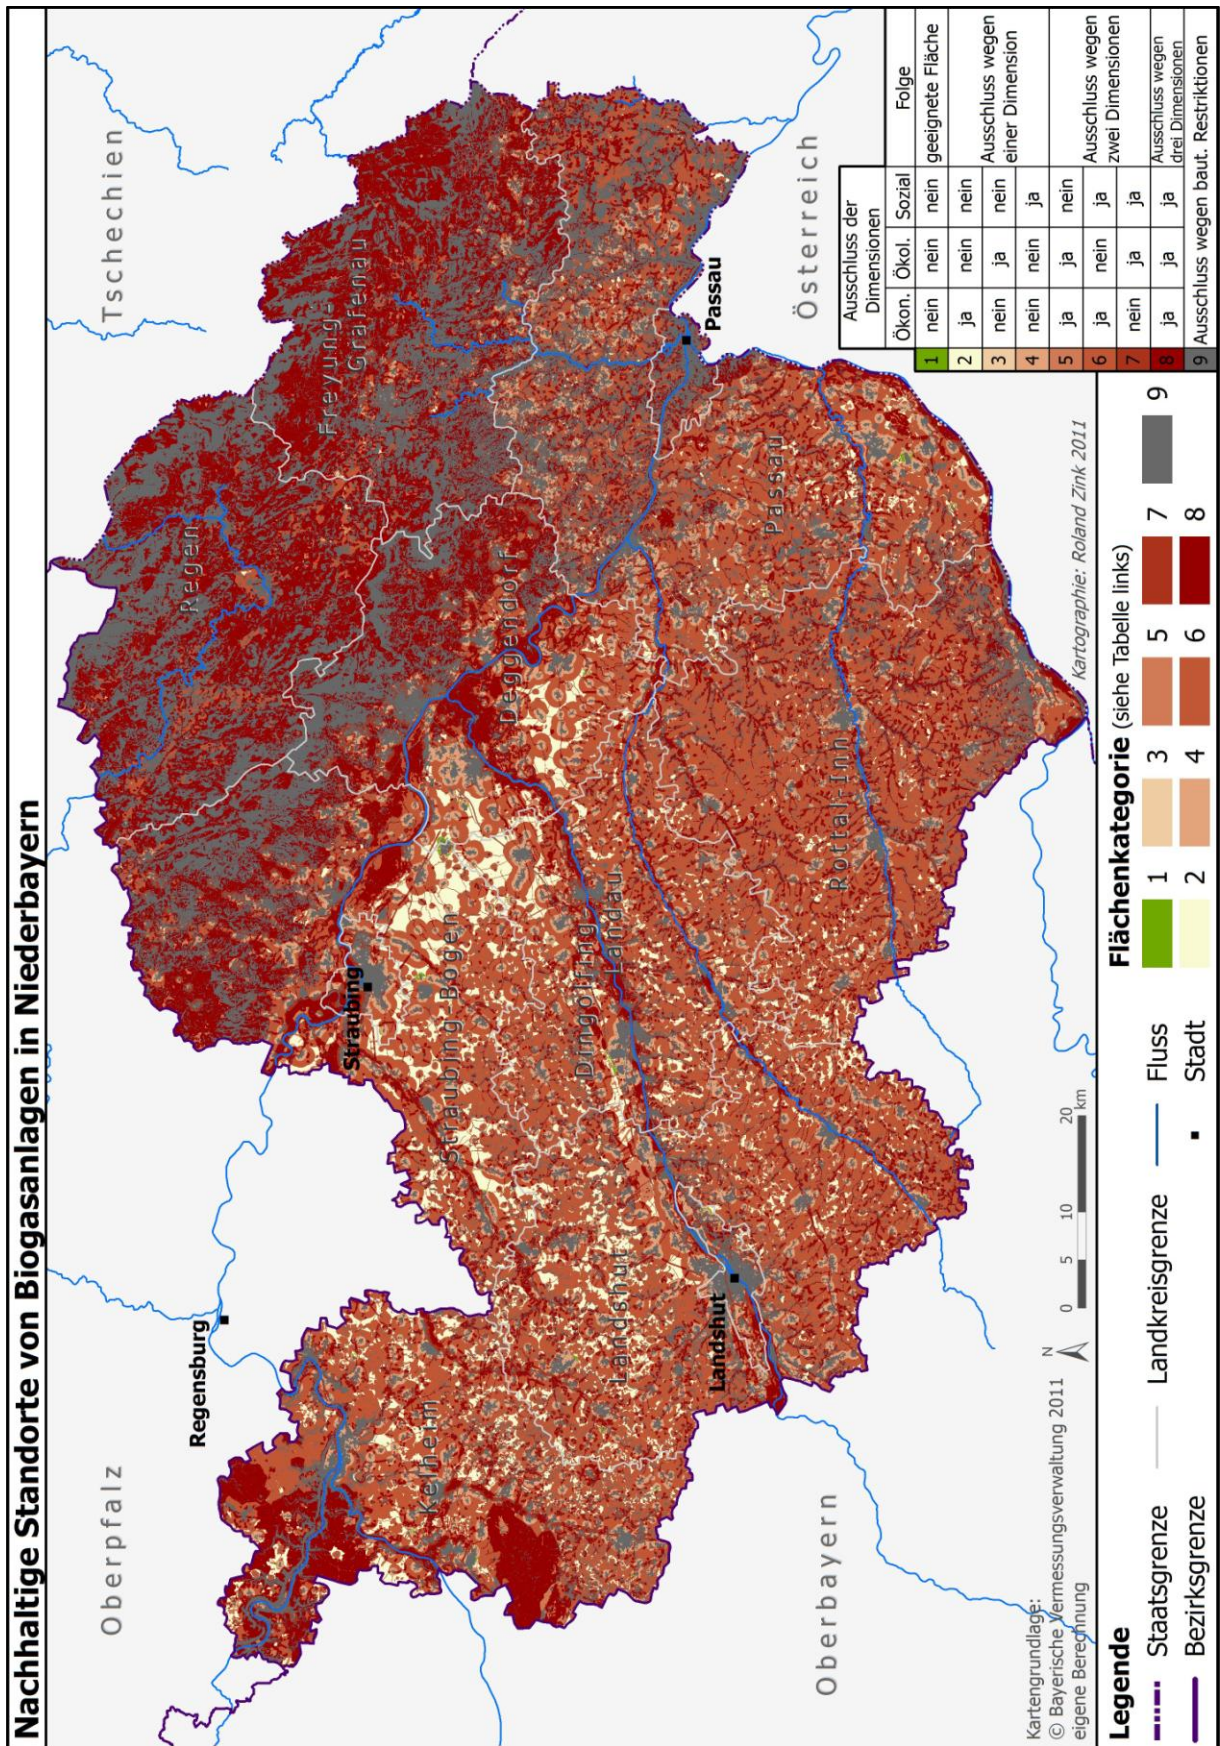 Nachhaltige Standorte von Biogasanlagen in Niederbayern
Oberpfalz
Tschechien
Regensburg
Regen
Freyung-
Grafenau
Straubing
Straubing Bogen
Deggendorf
Kelheim
Dingolfing
Landau
Landshut
Landshut
Passau
Passau
Rottal-Inn
Oberbayern
Österreich
Kartengrundlage:
© Bayerische Vermessungsverwaltung 2011
eigene Berechnung
N
0 5 10 20
km
Kartographie: Roland Zink 2011
Ausschluss der
Dimensionen
Ökon. Ökol. Sozial Folge
1 nein nein nein geeignete Fläche
2 ja nein nein
3 nein ja nein Ausschluss wegen
einer Dimension
4 nein nein ja
5 ja ja nein
6 ja nein ja Ausschluss wegen
zwei Dimensionen
7 nein ja ja
8 ja ja ja Ausschluss wegen
drei Dimensionen
9 Ausschluss wegen baut. Restriktionen
Legende
Staatsgrenze
Bezirksgrenze
Landkreisgrenze
Fluss
Stadt
Flächenkategorie (siehe Tabelle links)
1 3 5 7 9
2 4 6 8